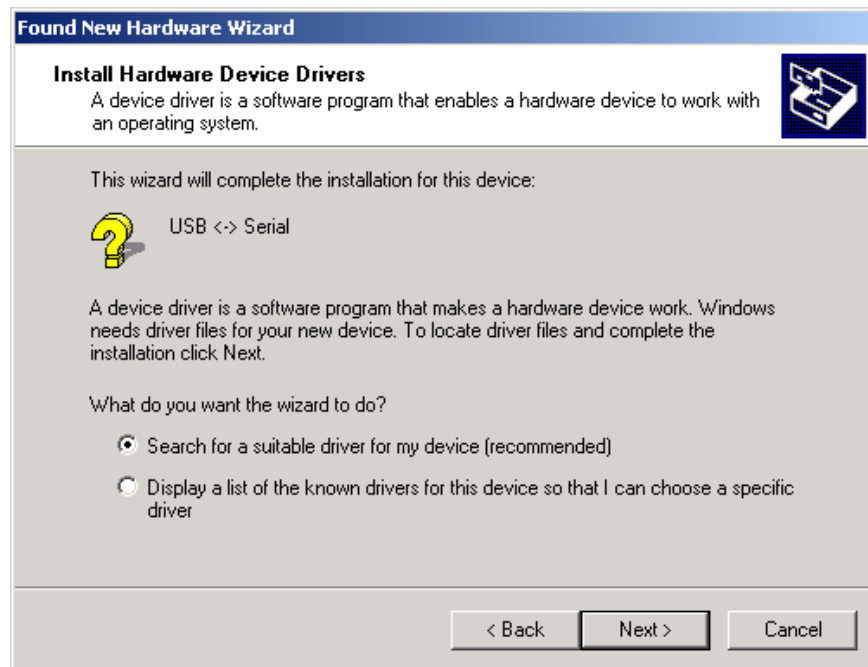 Found New Hardware Wizard
Install Hardware Device Drivers
A device driver is a software program that enables a hardware device to work with
an operating system.
This wizard will complete the installation for this device:
USB <-> Serial
A device driver is a software program that makes a hardware device work. Windows
needs driver files for your new device. To locate driver files and complete the
installation click Next.
What do you want the wizard to do?
Search for a suitable driver for my device (recommended)
Display a list of the known drivers for this device so that I can choose a specific
driver
< Back
Next >
Cancel